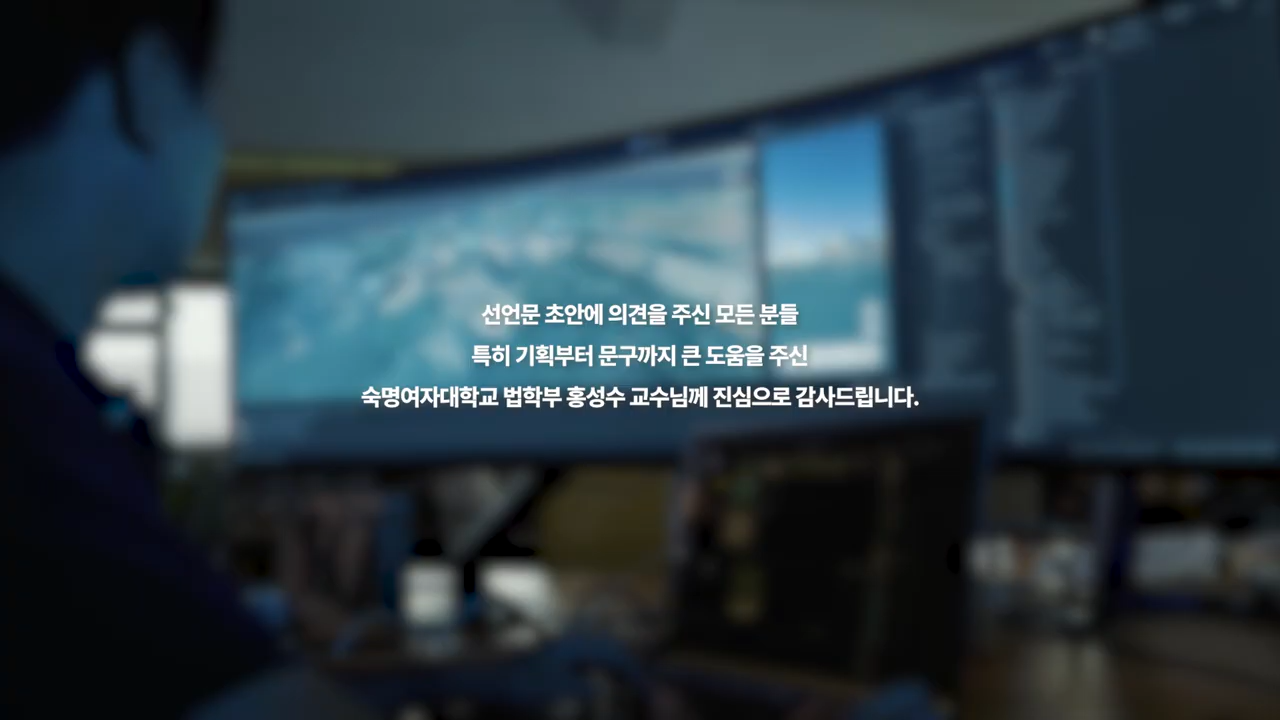 선언문 초안에 의견을 주신 모든 분들
특히 기획부터 문구까지 큰 도움을 주신
숙명여자대학교 법학부 홍성수 교수님께 진심으로 감사드립니다.